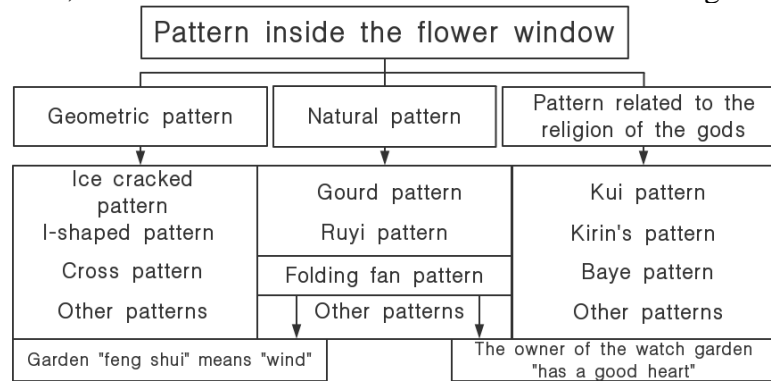 Pattern inside the flower window
Geometric pattern
Natural pattern
Pattern related to the
religion of the gods
Ice cracked
pattern
I-shaped pattern
Cross pattern
Other patterns
Gourd pattern
Ruyi pattern
Folding fan pattern
Other patterns
Kui pattern
Kirin's pattern
Baye pattern
Other patterns
Garden "feng shui" means "wind"
The owner of the watch garden
"has a good heart"